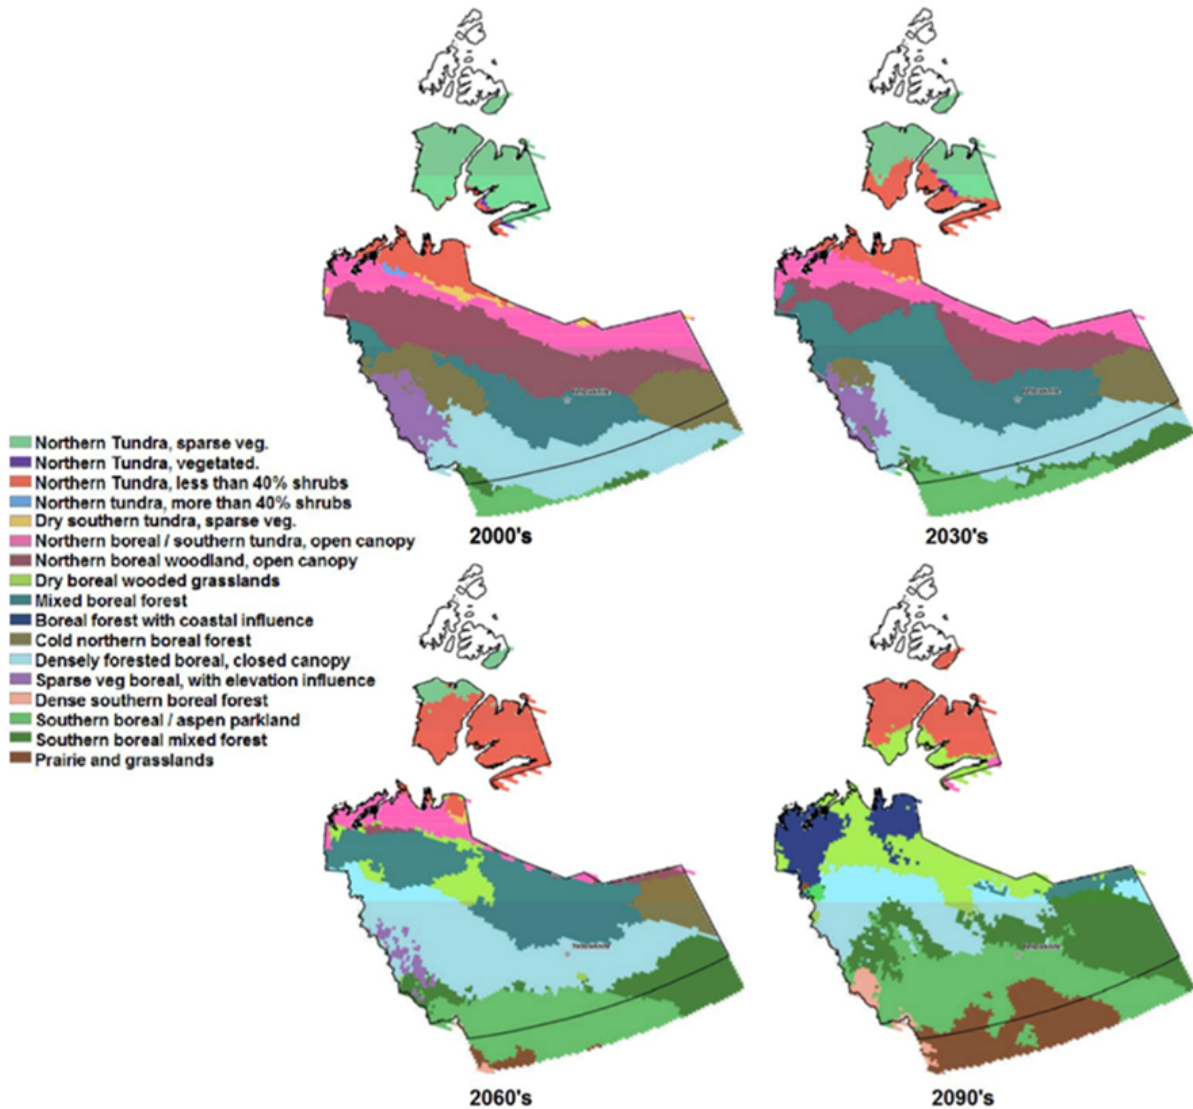 Northern Tundra, sparse veg.
Northern Tundra, vegetated.
Northern Tundra, less than 40% shrubs
Northern tundra, more than 40% shrubs
Dry southern tundra, sparse veg.
Northern boreal / southern tundra, open canopy
Northern boreal woodland, open canopy
Dry boreal wooded grasslands
Mixed boreal forest
Boreal forest with coastal influence
Cold northern boreal forest
Densely forested boreal, closed canopy
Sparse veg boreal, with elevation influence
Dense southern boreal forest
Southern boreal / aspen parkland
Southern boreal mixed forest
Prairie and grasslands
2000's
2030's
2060's
2090's